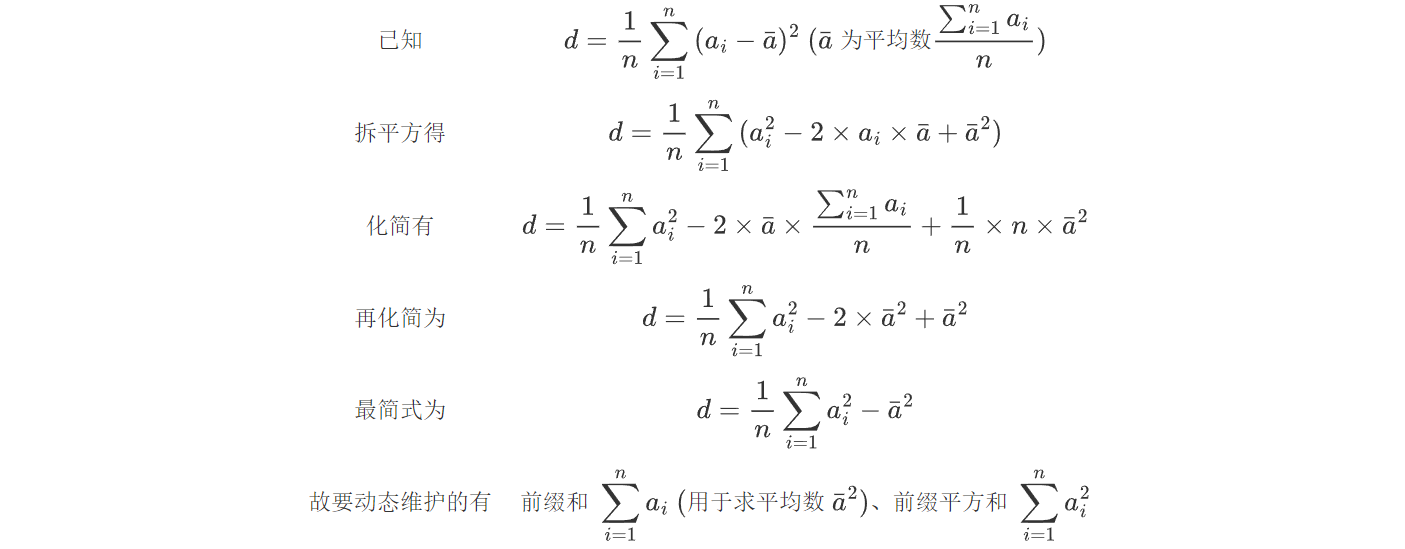 已知 $d = \frac{1}{n} \sum_{i=1}^{n} (a_i - \bar{a})^2 \ (\bar{a} \ 为平均数 \frac{\sum_{i=1}^{n} a_i}{n})$
拆平方得 $d = \frac{1}{n} \sum_{i=1}^{n} (a_i^2 - 2 \times a_i \times \bar{a} + \bar{a}^2)$
化简有 $d = \frac{1}{n} \sum_{i=1}^{n} a_i^2 - 2 \times \bar{a} \times \frac{\sum_{i=1}^{n} a_i}{n} + \frac{1}{n} \times n \times \bar{a}^2$
再化简为 $d = \frac{1}{n} \sum_{i=1}^{n} a_i^2 - 2 \times \bar{a}^2 + \bar{a}^2$
最简式为 $d = \frac{1}{n} \sum_{i=1}^{n} a_i^2 - \bar{a}^2$
故要动态维护的有 前缀和 $\sum_{i=1}^{n} a_i$ (用于求平均数 $\bar{a}^2$)、前缀平方和 $\sum_{i=1}^{n} a_i^2$